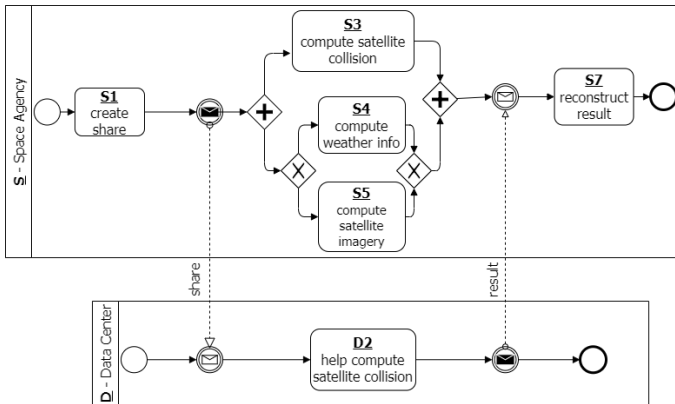 S - Space Agency
S1
create
share
S3
compute satellite
collision
S4
compute
weather info
S5
compute
satellite
imagery
S7
reconstruct
result
share
result
D - Data Center
D2
help compute
satellite collision